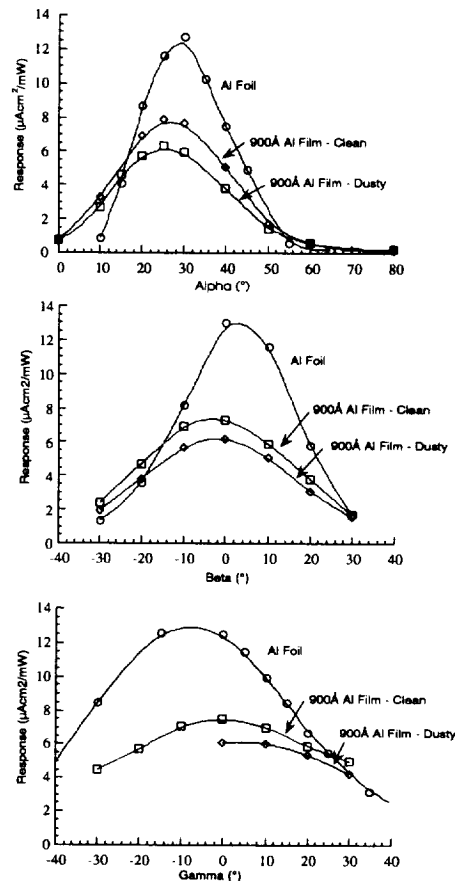 14
12
10
8
6
4
2
0
Response (µAcm²/mW)
Al Foil
900Å Al Film - Clean
900Å Al Film - Dusty
0 10 20 30 40 50 60 70 80
Alpha (°)
14
12
10
8
6
4
2
0
Response (µAcm2/mW)
Al Foil
900Å Al Film - Clean
900Å Al Film - Dusty
-40 -30 -20 -10 0 10 20 30 40
Beta (°)
14
12
10
8
6
4
2
0
Response (µAcm2/mW)
Al Foil
900Å Al Film - Clean
900Å Al Film - Dusty
-40 -30 -20 -10 0 10 20 30 40
Gamma (°)